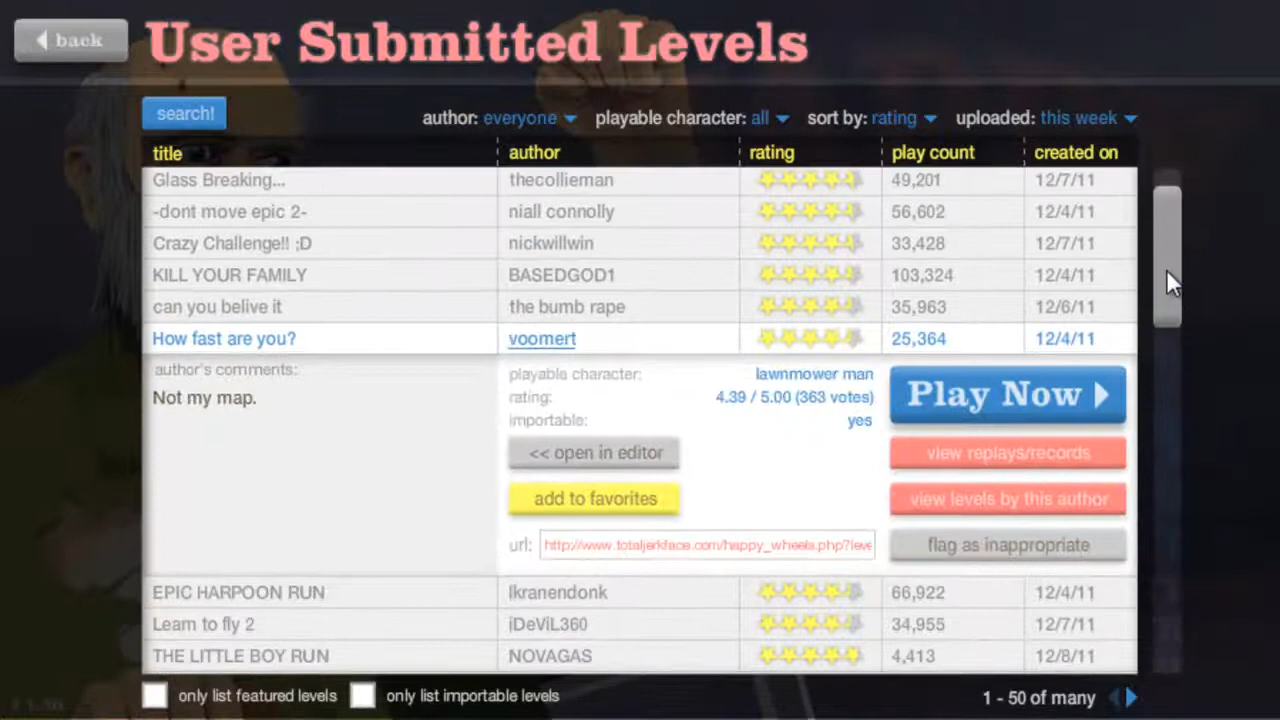 back
User Submitted Levels
search!
author: everyone playable character: all sort by: rating uploaded: this week
title author rating play count created on
Glass Breaking... thecollieman 49,201 12/7/11
-dont move epic 2- niall connolly 56,602 12/4/11
Crazy Challenge!! ;D nickwillwin 33,428 12/7/11
KILL YOUR FAMILY BASEDGOD1 103,324 12/4/11
can you belive it the bumb rape 35,963 12/6/11
How fast are you? voomert 25,364 12/4/11
author's comments:
Not my map.
playable character: lawnmower man
rating: 4.39 / 5.00 (363 votes)
importable: yes
<< open in editor
add to favorites
url: http://www.totaljerkface.com/happy_wheels.php?leve
Play Now
view replays/records
view levels by this author
flag as inappropriate
EPIC HARPOON RUN lkranendonk 66,922 12/4/11
Learn to fly 2 iDeViL360 34,955 12/7/11
THE LITTLE BOY RUN NOVAGAS 4,413 12/8/11
only list featured levels only list importable levels 1 - 50 of many